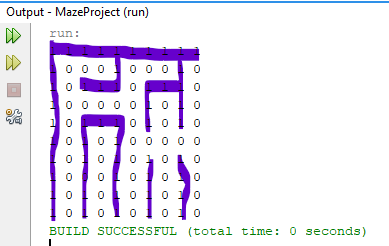 Output - MazeProject (run)
run:
1 1 1 1 1 1 1 1 1 1
1 0 0 0 1 0 0 0 1 0
1 0 1 1 1 0 1 1 1 0
1 0 0 0 0 0 1 0 1 0
1 0 1 1 1 0 1 0 1 0
1 0 1 0 1 0 0 0 0 0
1 0 1 0 1 0 1 0 1 0
1 0 1 0 1 0 1 0 1 0
1 0 1 0 1 0 1 0 1 0
1 0 1 0 1 0 1 0 1 0
BUILD SUCCESSFUL (total time: 0 seconds)